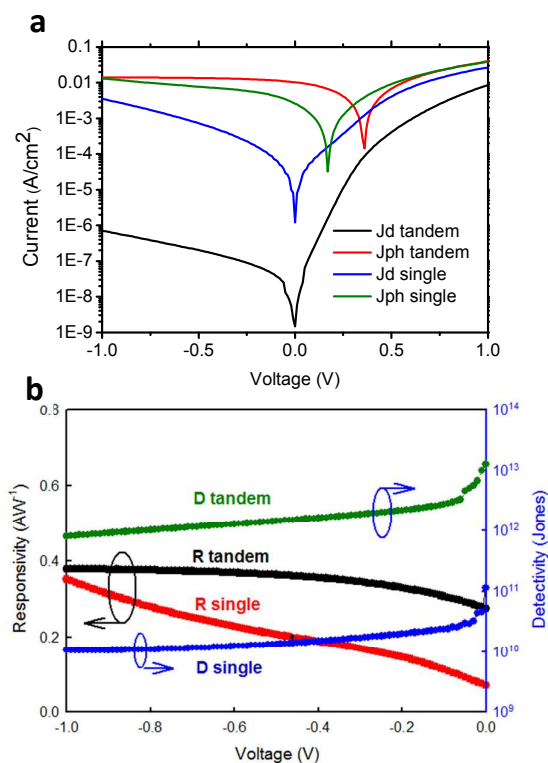 a
0.1
0.01
1E-3
1E-4
1E-5
1E-6
1E-7
1E-8
1E-9
Current (A/cm²)
Jd tandem
Jph tandem
Jd single
Jph single
-1.0 -0.5 0.0 0.5 1.0
Voltage (V)
b
0.8
0.6
0.4
0.2
0.0
Responsivity (AW⁻¹)
D tandem
R tandem
R single
D single
10¹⁴
10¹³
10¹²
10¹¹
10¹⁰
10⁹
Detectivity (Jones)
-1.0 -0.8 -0.6 -0.4 -0.2 0.0
Voltage (V)